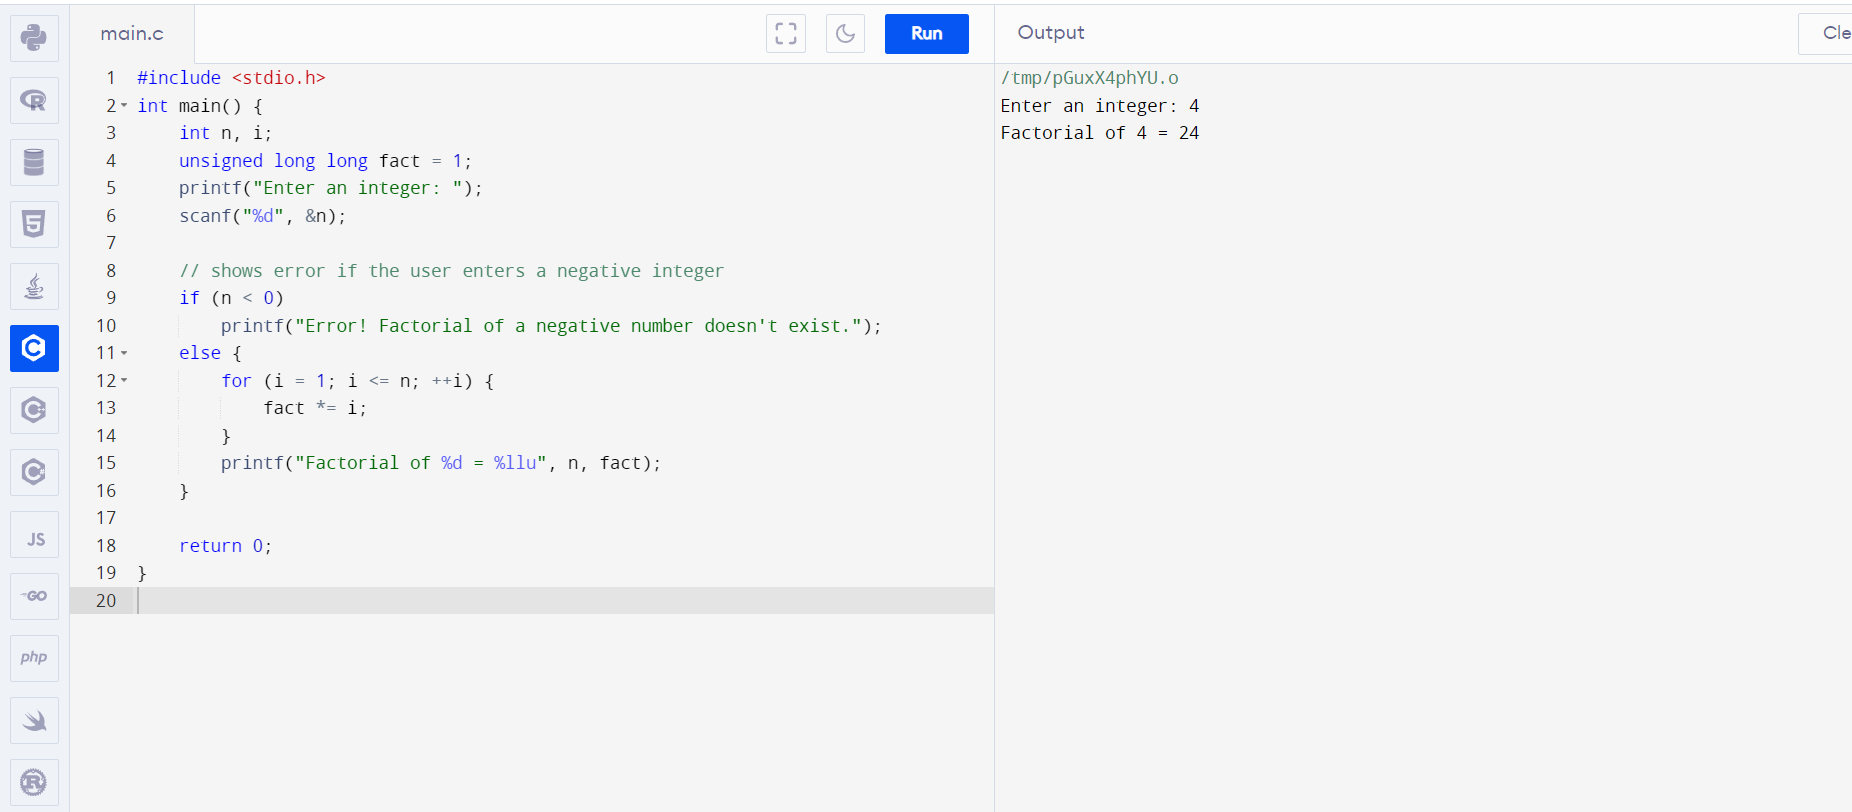 main.c
Run
Output
Cle
1 #include <stdio.h>
2 int main() {
3     int n, i;
4     unsigned long long fact = 1;
5     printf("Enter an integer: ");
6     scanf("%d", &n);
7
8     // shows error if the user enters a negative integer
9     if (n < 0)
10         printf("Error! Factorial of a negative number doesn't exist.");
11     else {
12         for (i = 1; i <= n; ++i) {
13             fact *= i;
14         }
15         printf("Factorial of %d = %llu", n, fact);
16     }
17
18     return 0;
19 }
20
/tmp/pGuxX4phYU.o
Enter an integer: 4
Factorial of 4 = 24
R
5
C
C
C
JS
GO
php
R